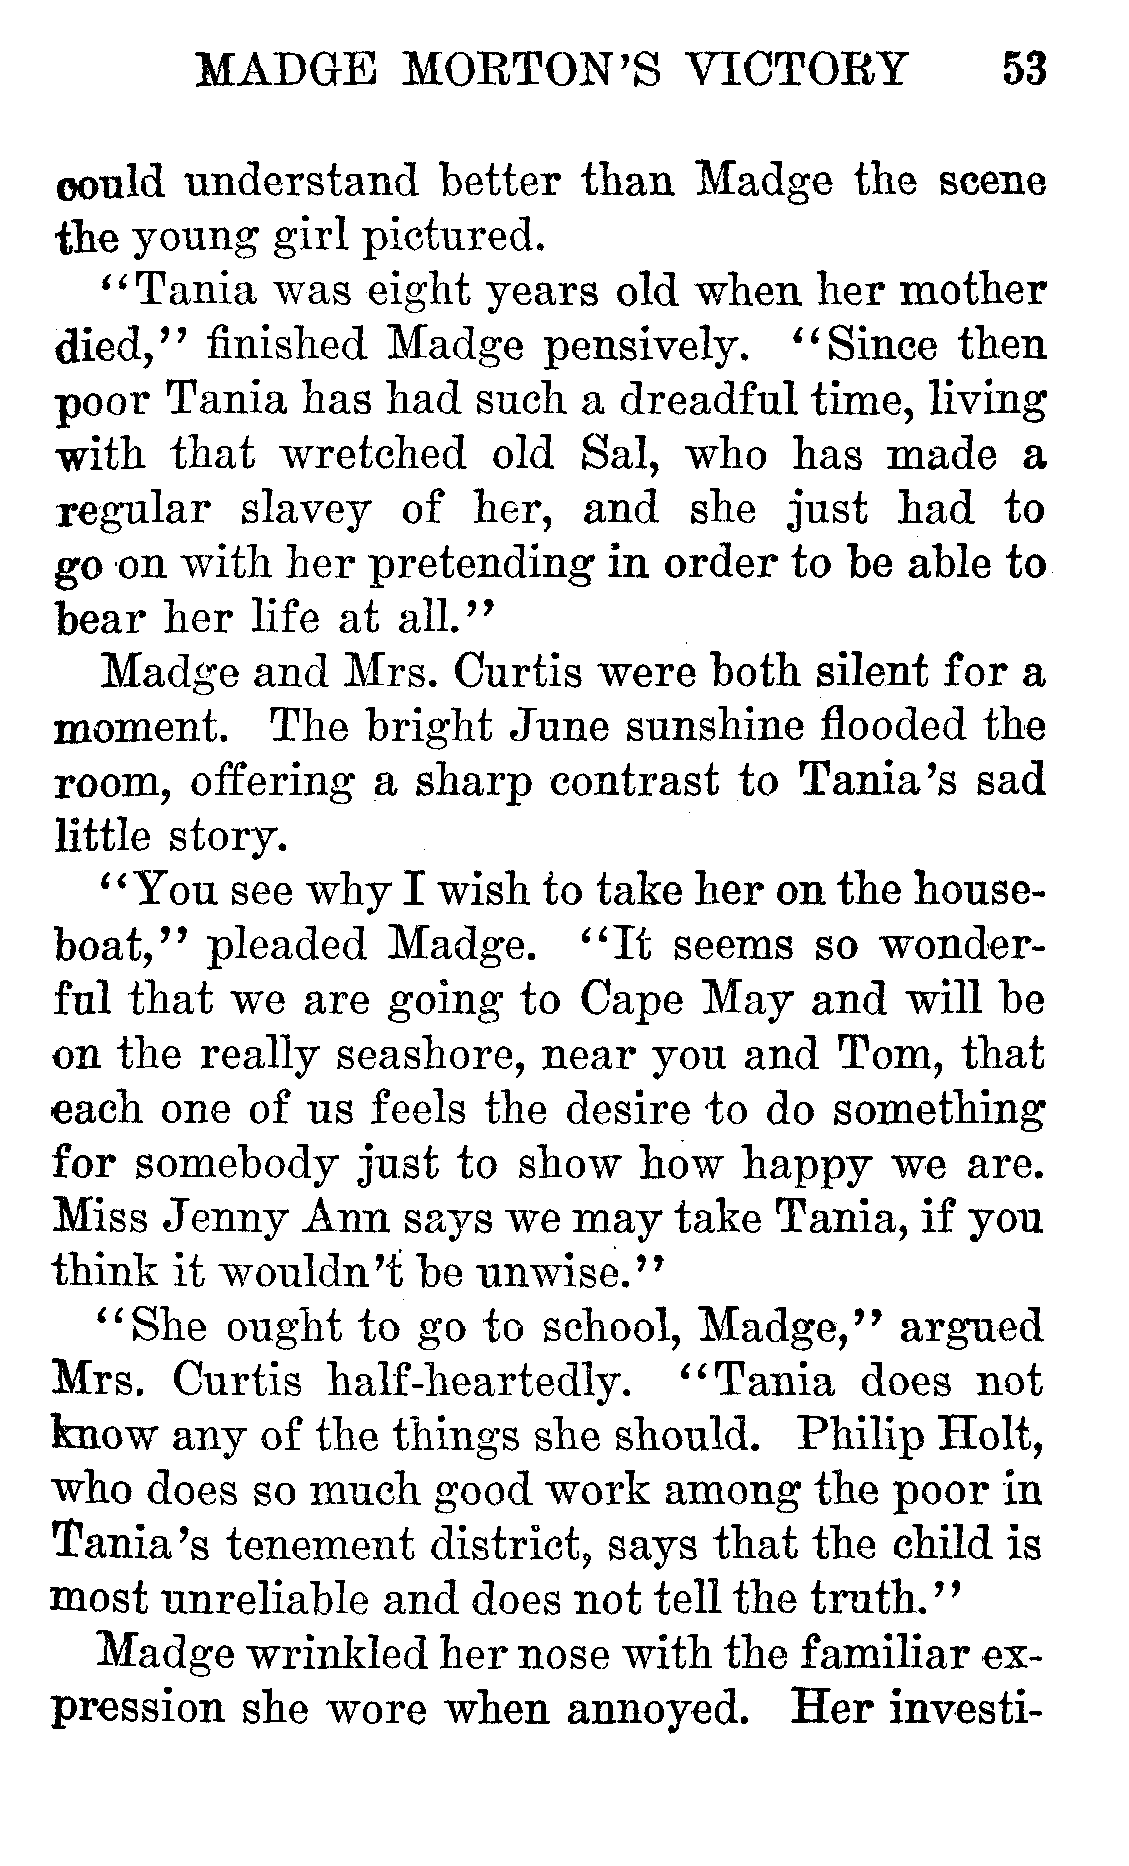 MADGE MORTON'S VICTORY 53
could understand better than Madge the scene
the young girl pictured.
"Tania was eight years old when her mother
died," finished Madge pensively. "Since then
poor Tania has had such a dreadful time, living
with that wretched old Sal, who has made a
regular slavey of her, and she just had to
go on with her pretending in order to be able to
bear her life at all."
Madge and Mrs. Curtis were both silent for a
moment. The bright June sunshine flooded the
room, offering a sharp contrast to Tania's sad
little story.
"You see why I wish to take her on the house-
boat," pleaded Madge. "It seems so wonder-
ful that we are going to Cape May and will be
on the really seashore, near you and Tom, that
each one of us feels the desire to do something
for somebody just to show how happy we are.
Miss Jenny Ann says we may take Tania, if you
think it wouldn't be unwise."
"She ought to go to school, Madge," argued
Mrs. Curtis half-heartedly. "Tania does not
know any of the things she should. Philip Holt,
who does so much good work among the poor in
Tania's tenement district, says that the child is
most unreliable and does not tell the truth."
Madge wrinkled her nose with the familiar ex-
pression she wore when annoyed. Her investi-